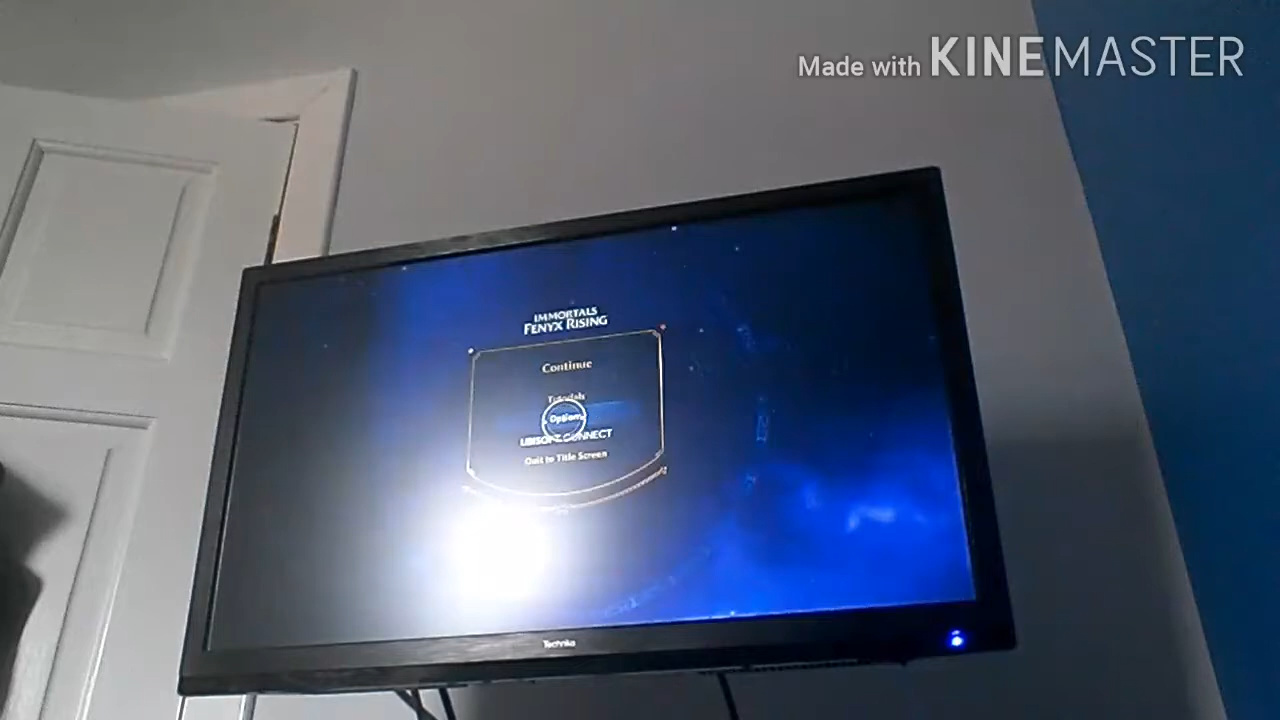 Made with KINEMASTER
IMMORTALS
FENYX RISING
Continue
Tutorials
Options
UBISOFT CONNECT
Quit to Title Screen
Technika